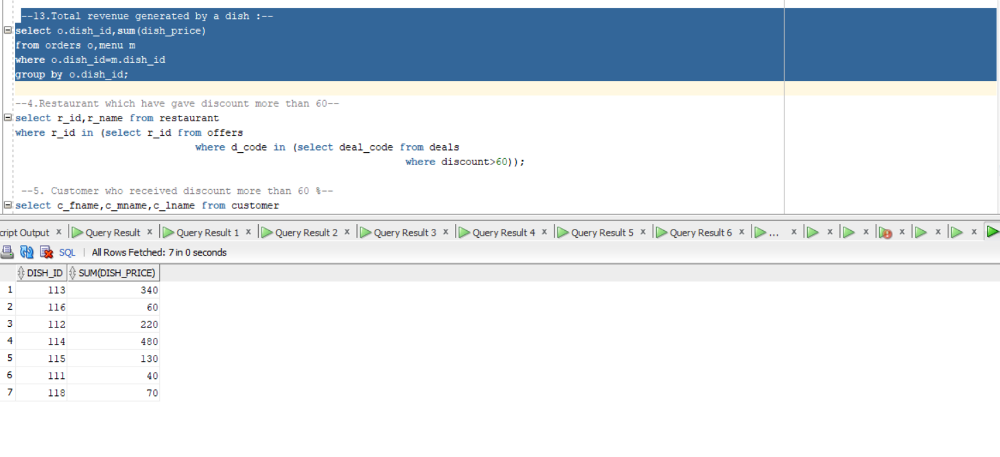 --13.Total revenue generated by a dish :--
select o.dish_id,sum(dish_price)
from orders o,menu m
where o.dish_id=m.dish_id
group by o.dish_id;
--4.Restaurant which have gave discount more than 60--
select r_id,r_name from restaurant
where r_id in (select r_id from offers
where d_code in (select deal_code from deals
where discount>60));
--5. Customer who received discount more than 60 %--
select c_fname,c_mname,c_lname from customer
cript Output x Query Result x Query Result 1 x Query Result 2 x Query Result 3 x Query Result 4 x Query Result 5 x Query Result 6 x ... x x x x x x
SQL | All Rows Fetched: 7 in 0 seconds
DISH_ID SUM(DISH_PRICE)
1 113 340
2 116 60
3 112 220
4 114 480
5 115 130
6 111 40
7 118 70